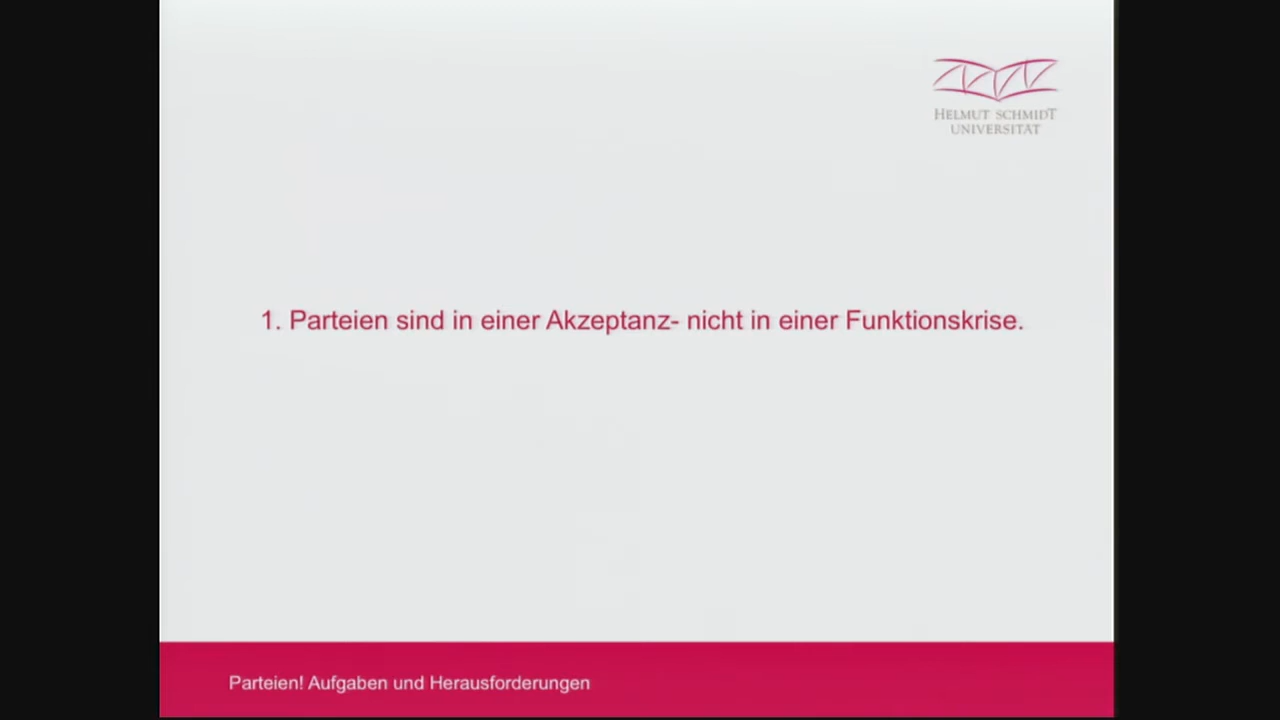 HELMUT SCHMIDT
UNIVERSITÄT
1. Parteien sind in einer Akzeptanz- nicht in einer Funktionskrise.
Parteien! Aufgaben und Herausforderungen